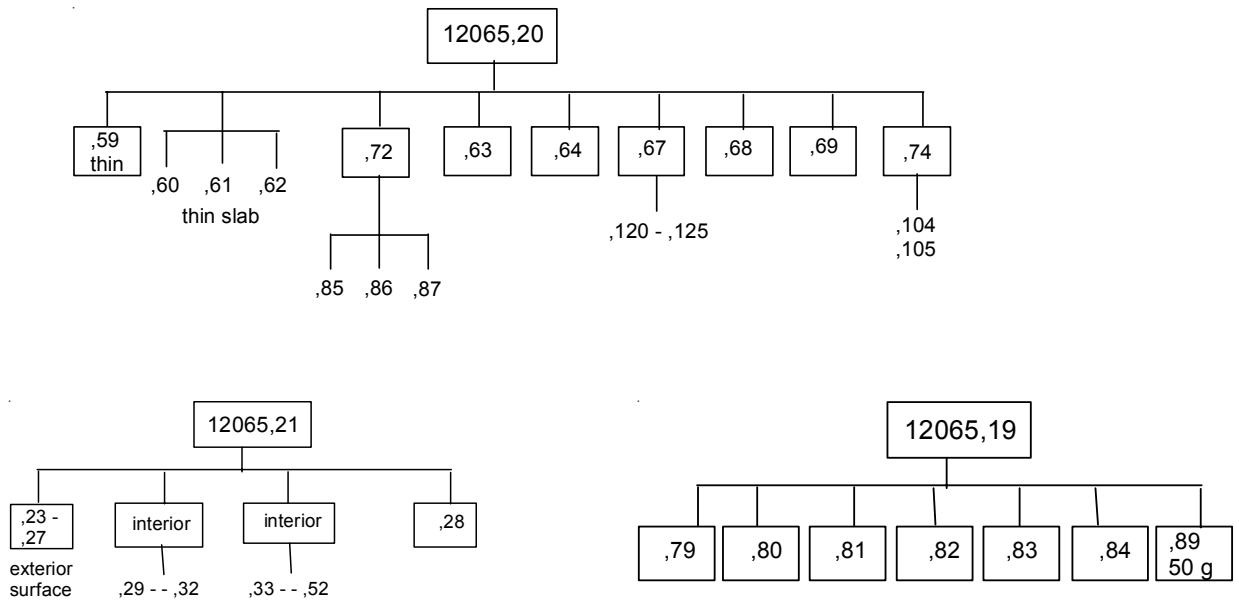 12065,20
,59
thin
,60 ,61 ,62
thin slab
,72
,85 ,86 ,87
,63
,64
,67
,120 - ,125
,68
,69
,74
,104
,105
12065,21
,23 -
,27
exterior
surface
interior
,29 - - ,32
interior
,33 - - ,52
,28
12065,19
,79
,80
,81
,82
,83
,84
,89
50 g